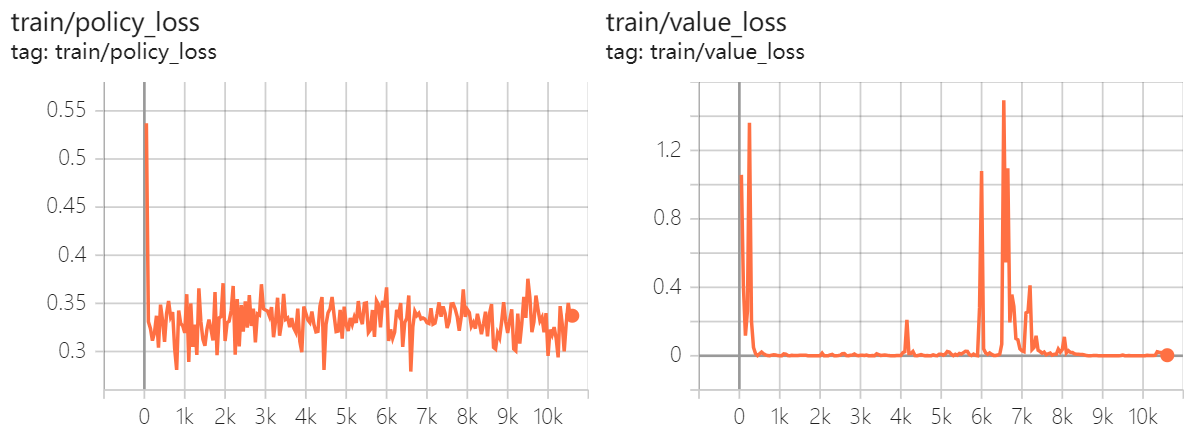 train/policy_loss
tag: train/policy_loss
0.55
0.5
0.45
0.4
0.35
0.3
0 1k 2k 3k 4k 5k 6k 7k 8k 9k 10k
train/value_loss
tag: train/value_loss
1.2
0.8
0.4
0
0 1k 2k 3k 4k 5k 6k 7k 8k 9k 10k